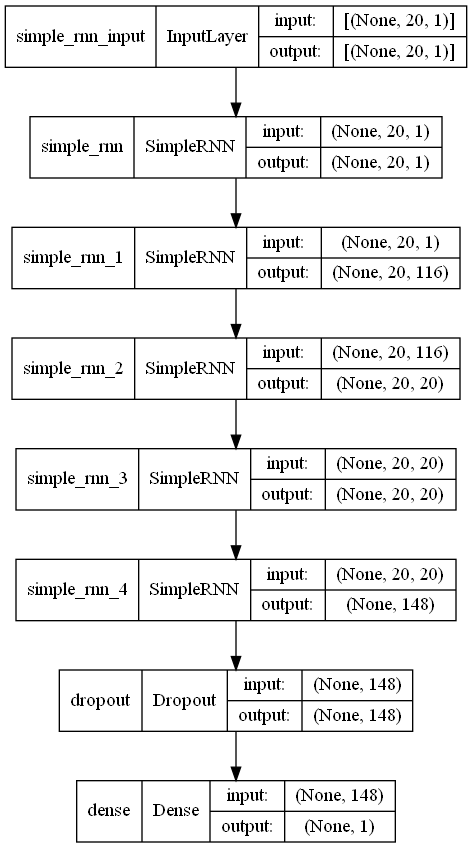 simple_rnn_input InputLayer input: [(None, 20, 1)]
output: [(None, 20, 1)]
simple_rnn SimpleRNN input: (None, 20, 1)
output: (None, 20, 1)
simple_rnn_1 SimpleRNN input: (None, 20, 1)
output: (None, 20, 116)
simple_rnn_2 SimpleRNN input: (None, 20, 116)
output: (None, 20, 20)
simple_rnn_3 SimpleRNN input: (None, 20, 20)
output: (None, 20, 20)
simple_rnn_4 SimpleRNN input: (None, 20, 20)
output: (None, 148)
dropout Dropout input: (None, 148)
output: (None, 148)
dense Dense input: (None, 148)
output: (None, 1)